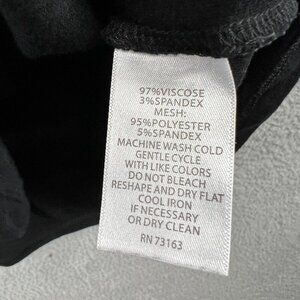 97%VISCOSE
3%SPANDEX
MESH:
95%POLYESTER
5%SPANDEX
MACHINE WASH COLD
GENTLE CYCLE
WITH LIKE COLORS
DO NOT BLEACH
RESHAPE AND DRY FLAT
COOL IRON
IF NECESSARY
OR DRY CLEAN
RN 73163